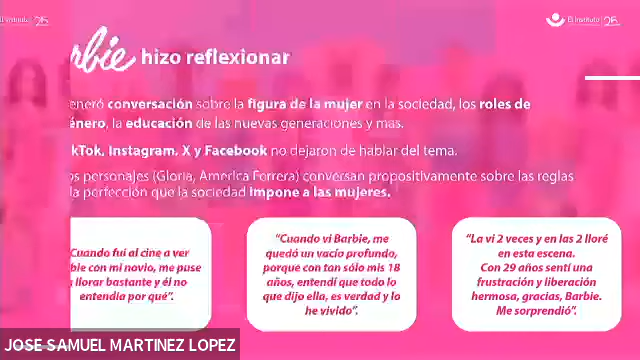 El Instituto 25
rbie hizo reflexionar
eneró conversación sobre la figura de la mujer en la sociedad, los roles de
énero, la educación de las nuevas generaciones y mas.
kTok, Instagram, X y Facebook no dejaron de hablar del tema.
os personajes (Gloria, America Ferrera) conversan propositivamente sobre las reglas
la perfección que la sociedad impone a las mujeres.
Cuando fui al cine a ver
bie con mi novio, me puse
llorar bastante y él no
entendía por qué".
"Cuando vi Barbie, me
quedó un vacío profundo,
porque con tan sólo mis 18
años, entendí que todo lo
que dijo ella, es verdad y lo
he vivido".
"La vi 2 veces y en las 2 lloré
en esta escena.
Con 29 años sentí una
frustración y liberación
hermosa, gracias, Barbie.
Me sorprendió".
JOSE SAMUEL MARTINEZ LOPEZ